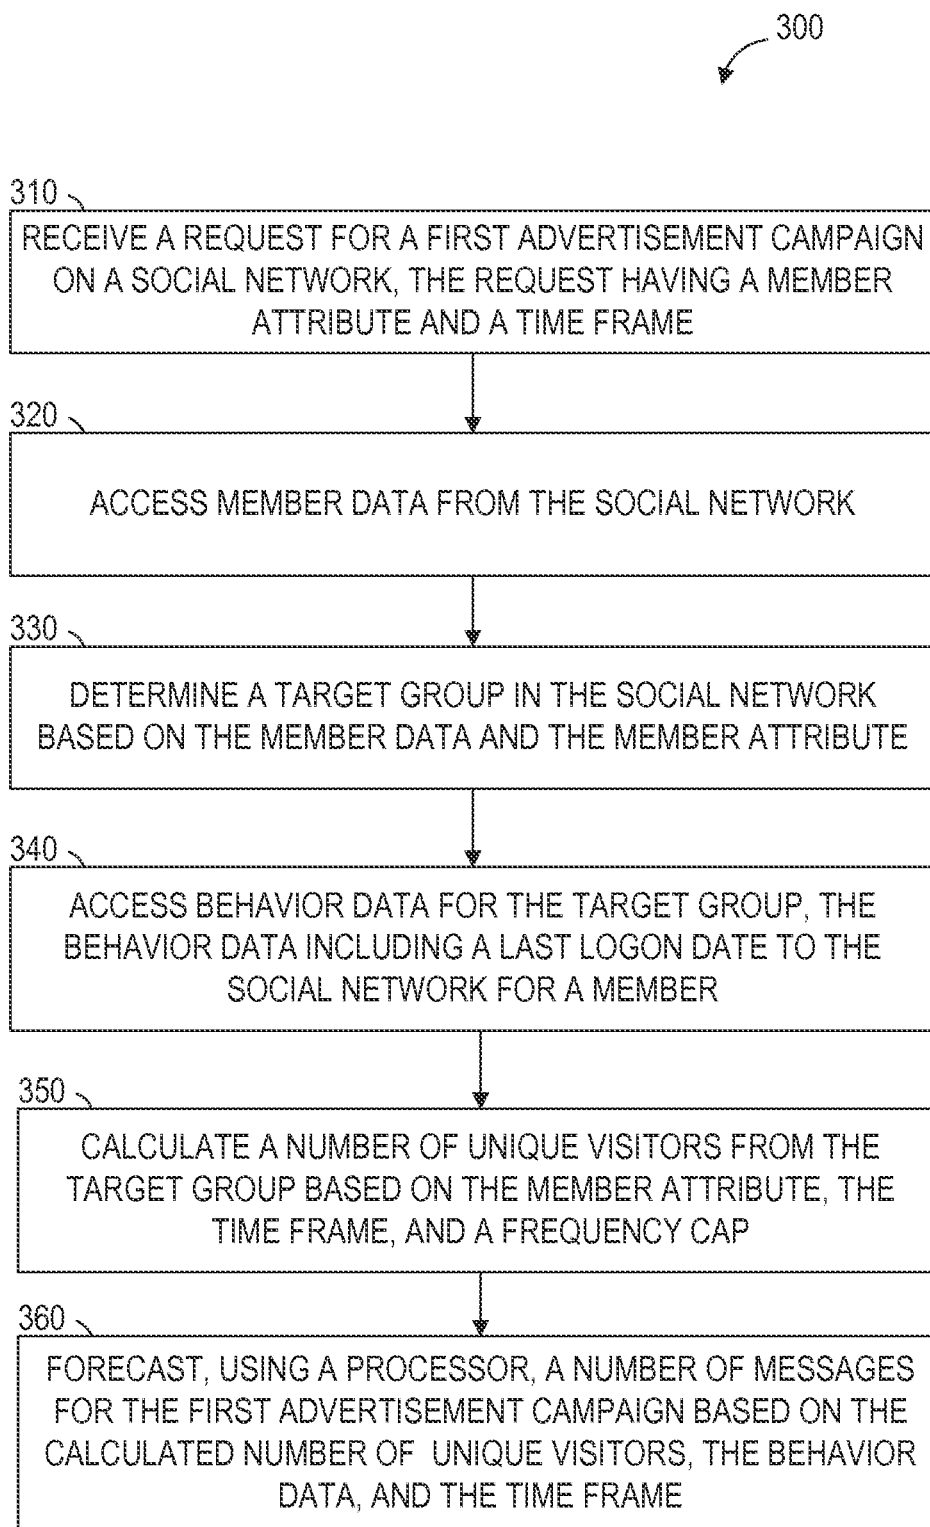 300
310
RECEIVE A REQUEST FOR A FIRST ADVERTISEMENT CAMPAIGN
ON A SOCIAL NETWORK, THE REQUEST HAVING A MEMBER
ATTRIBUTE AND A TIME FRAME
320
ACCESS MEMBER DATA FROM THE SOCIAL NETWORK
330
DETERMINE A TARGET GROUP IN THE SOCIAL NETWORK
BASED ON THE MEMBER DATA AND THE MEMBER ATTRIBUTE
340
ACCESS BEHAVIOR DATA FOR THE TARGET GROUP, THE
BEHAVIOR DATA INCLUDING A LAST LOGON DATE TO THE
SOCIAL NETWORK FOR A MEMBER
350
CALCULATE A NUMBER OF UNIQUE VISITORS FROM THE
TARGET GROUP BASED ON THE MEMBER ATTRIBUTE, THE
TIME FRAME, AND A FREQUENCY CAP
360
FORECAST, USING A PROCESSOR, A NUMBER OF MESSAGES
FOR THE FIRST ADVERTISEMENT CAMPAIGN BASED ON THE
CALCULATED NUMBER OF UNIQUE VISITORS, THE BEHAVIOR
DATA, AND THE TIME FRAME